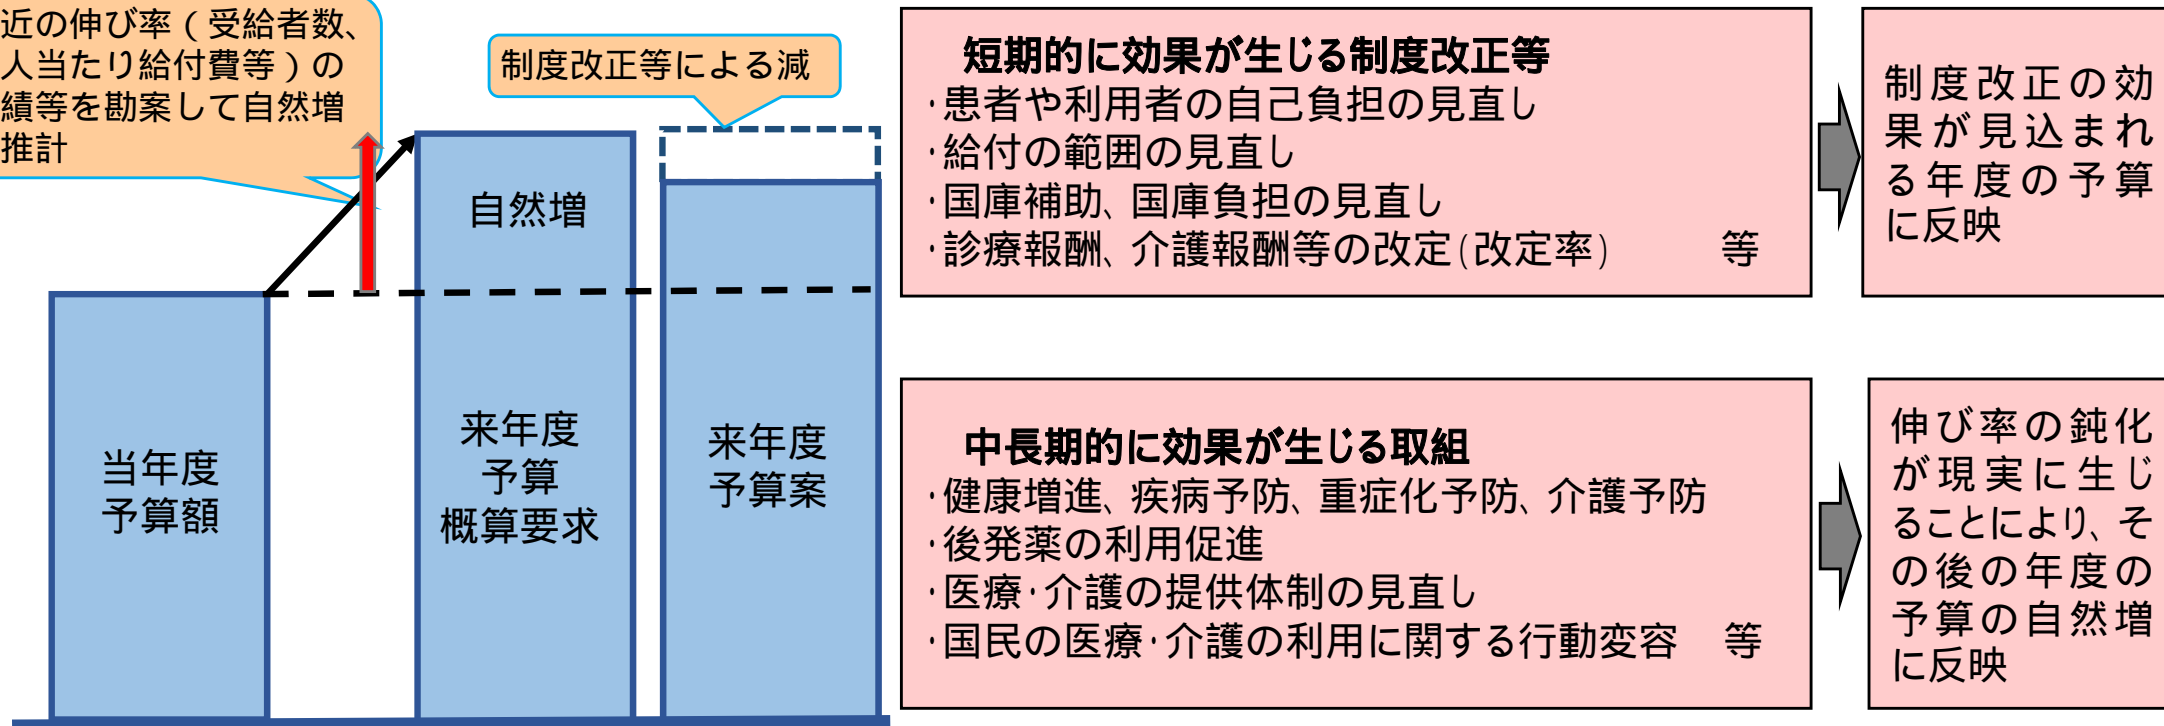 近の伸び率（受給者数、
人当たり給付費等）の
績等を勘案して自然増
推計
制度改正等による減
自然増
当年度
予算額
来年度
予算
概算要求
来年度
予算案
短期的に効果が生じる制度改正等
・患者や利用者の自己負担の見直し
・給付の範囲の見直し
・国庫補助、国庫負担の見直し
・診療報酬、介護報酬等の改定(改定率)　等
制度改正の効
果が見込まれ
る年度の予算
に反映
中長期的に効果が生じる取組
・健康増進、疾病予防、重症化予防、介護予防
・後発薬の利用促進
・医療・介護の提供体制の見直し
・国民の医療・介護の利用に関する行動変容　等
伸び率の鈍化
が現実に生じ
ることにより、そ
の後の年度の
予算の自然増
に反映